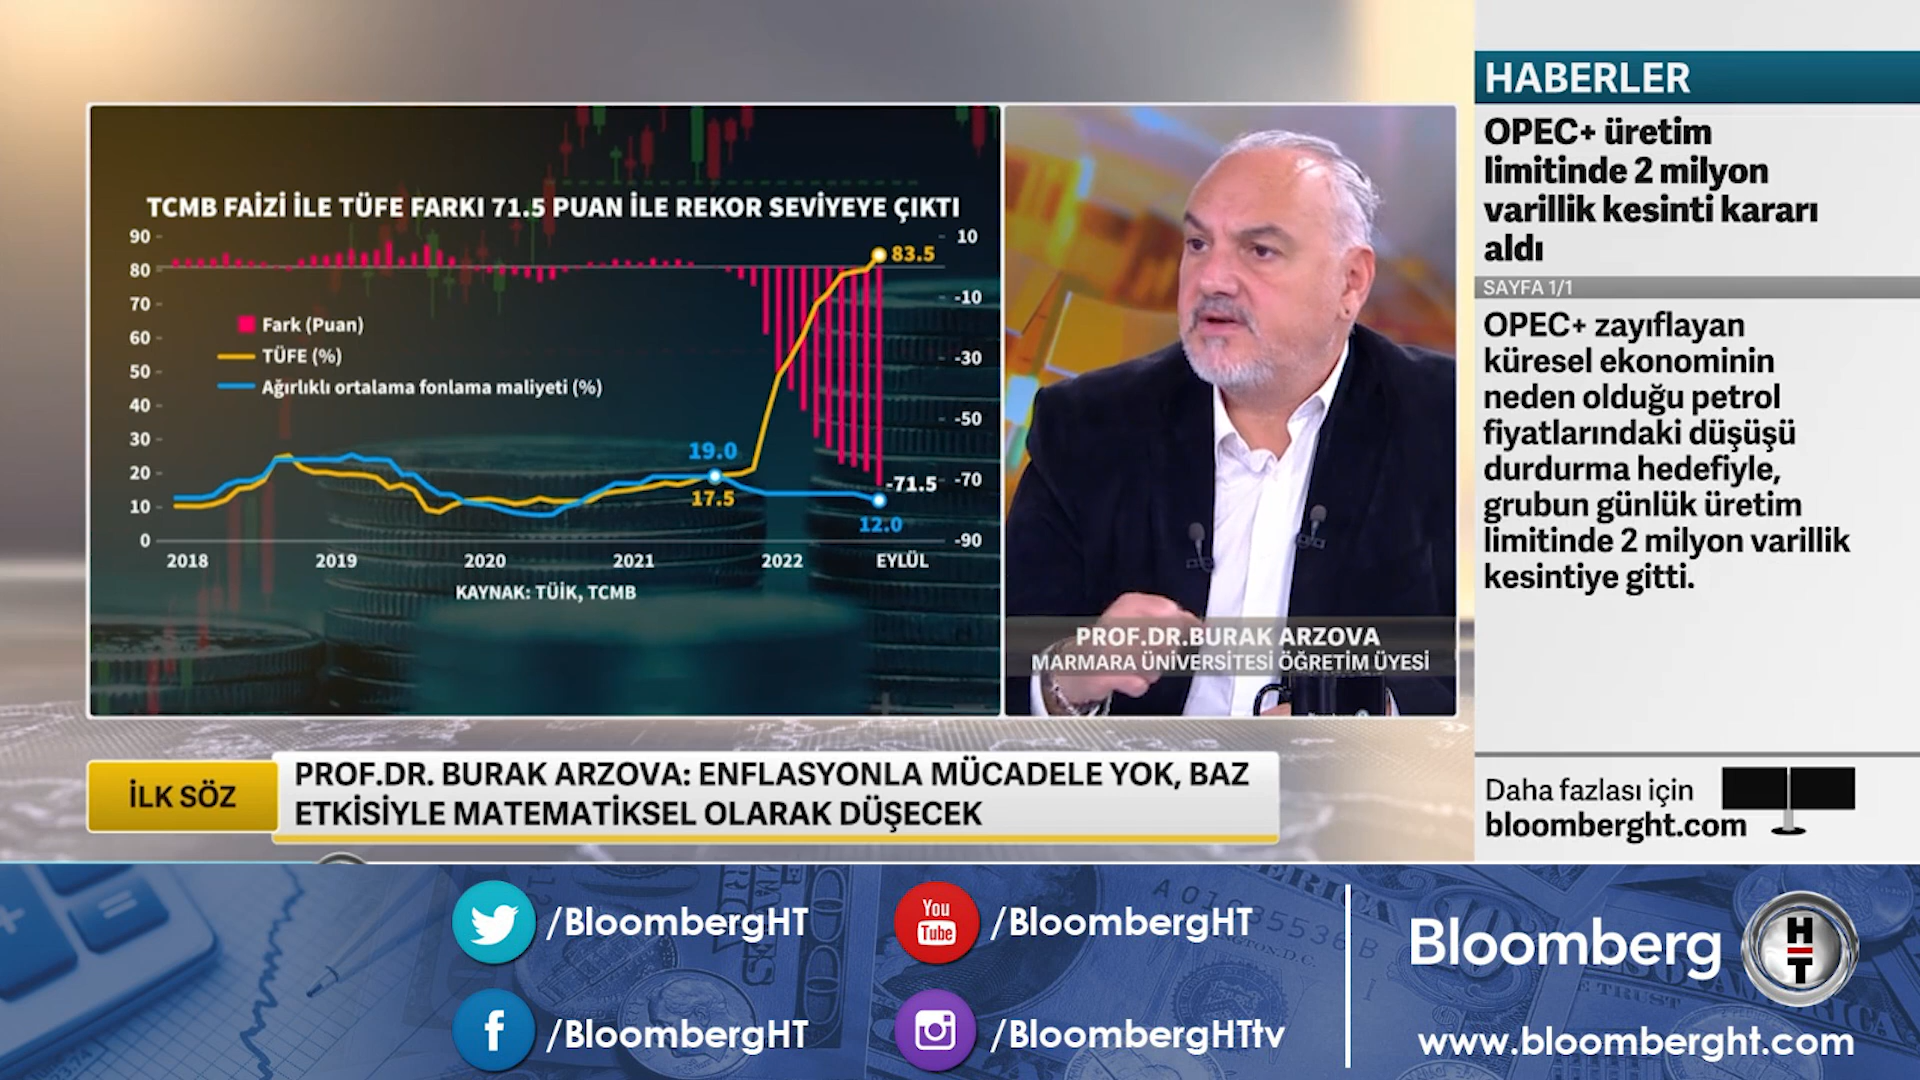 TCMB FAİZİ İLE TÜFE FARKI 71.5 PUAN İLE REKOR SEVİYEYE ÇIKTI
90
80
70
60
50
40
30
20
10
0
10
-10
-30
-50
-70
-90
83.5
Fark (Puan)
TÜFE (%)
Ağırlıklı ortalama fonlama maliyeti (%)
19.0
17.5
-71.5
12.0
2018 2019 2020 2021 2022 EYLÜL
KAYNAK: TÜİK, TCMB
PROF.DR.BURAK ARZOVA
MARMARA ÜNİVERSİTESİ ÖĞRETİM ÜYESİ
İLK SÖZ
PROF.DR. BURAK ARZOVA: ENFLASYONLA MÜCADELE YOK, BAZ
ETKİSİYLE MATEMATİKSEL OLARAK DÜŞECEK
HABERLER
OPEC+ üretim
limitinde 2 milyon
varillik kesinti kararı
aldı
SAYFA 1/1
OPEC+ zayıflayan
küresel ekonominin
neden olduğu petrol
fiyatlarındaki düşüşü
durdurma hedefiyle,
grubun günlük üretim
limitinde 2 milyon varillik
kesintiye gitti.
Daha fazlası için
bloomberght.com
/BloombergHT
You
Tube
/BloombergHT
/BloombergHT
/BloombergHTtv
Bloomberg
H
T
www.bloomberght.com